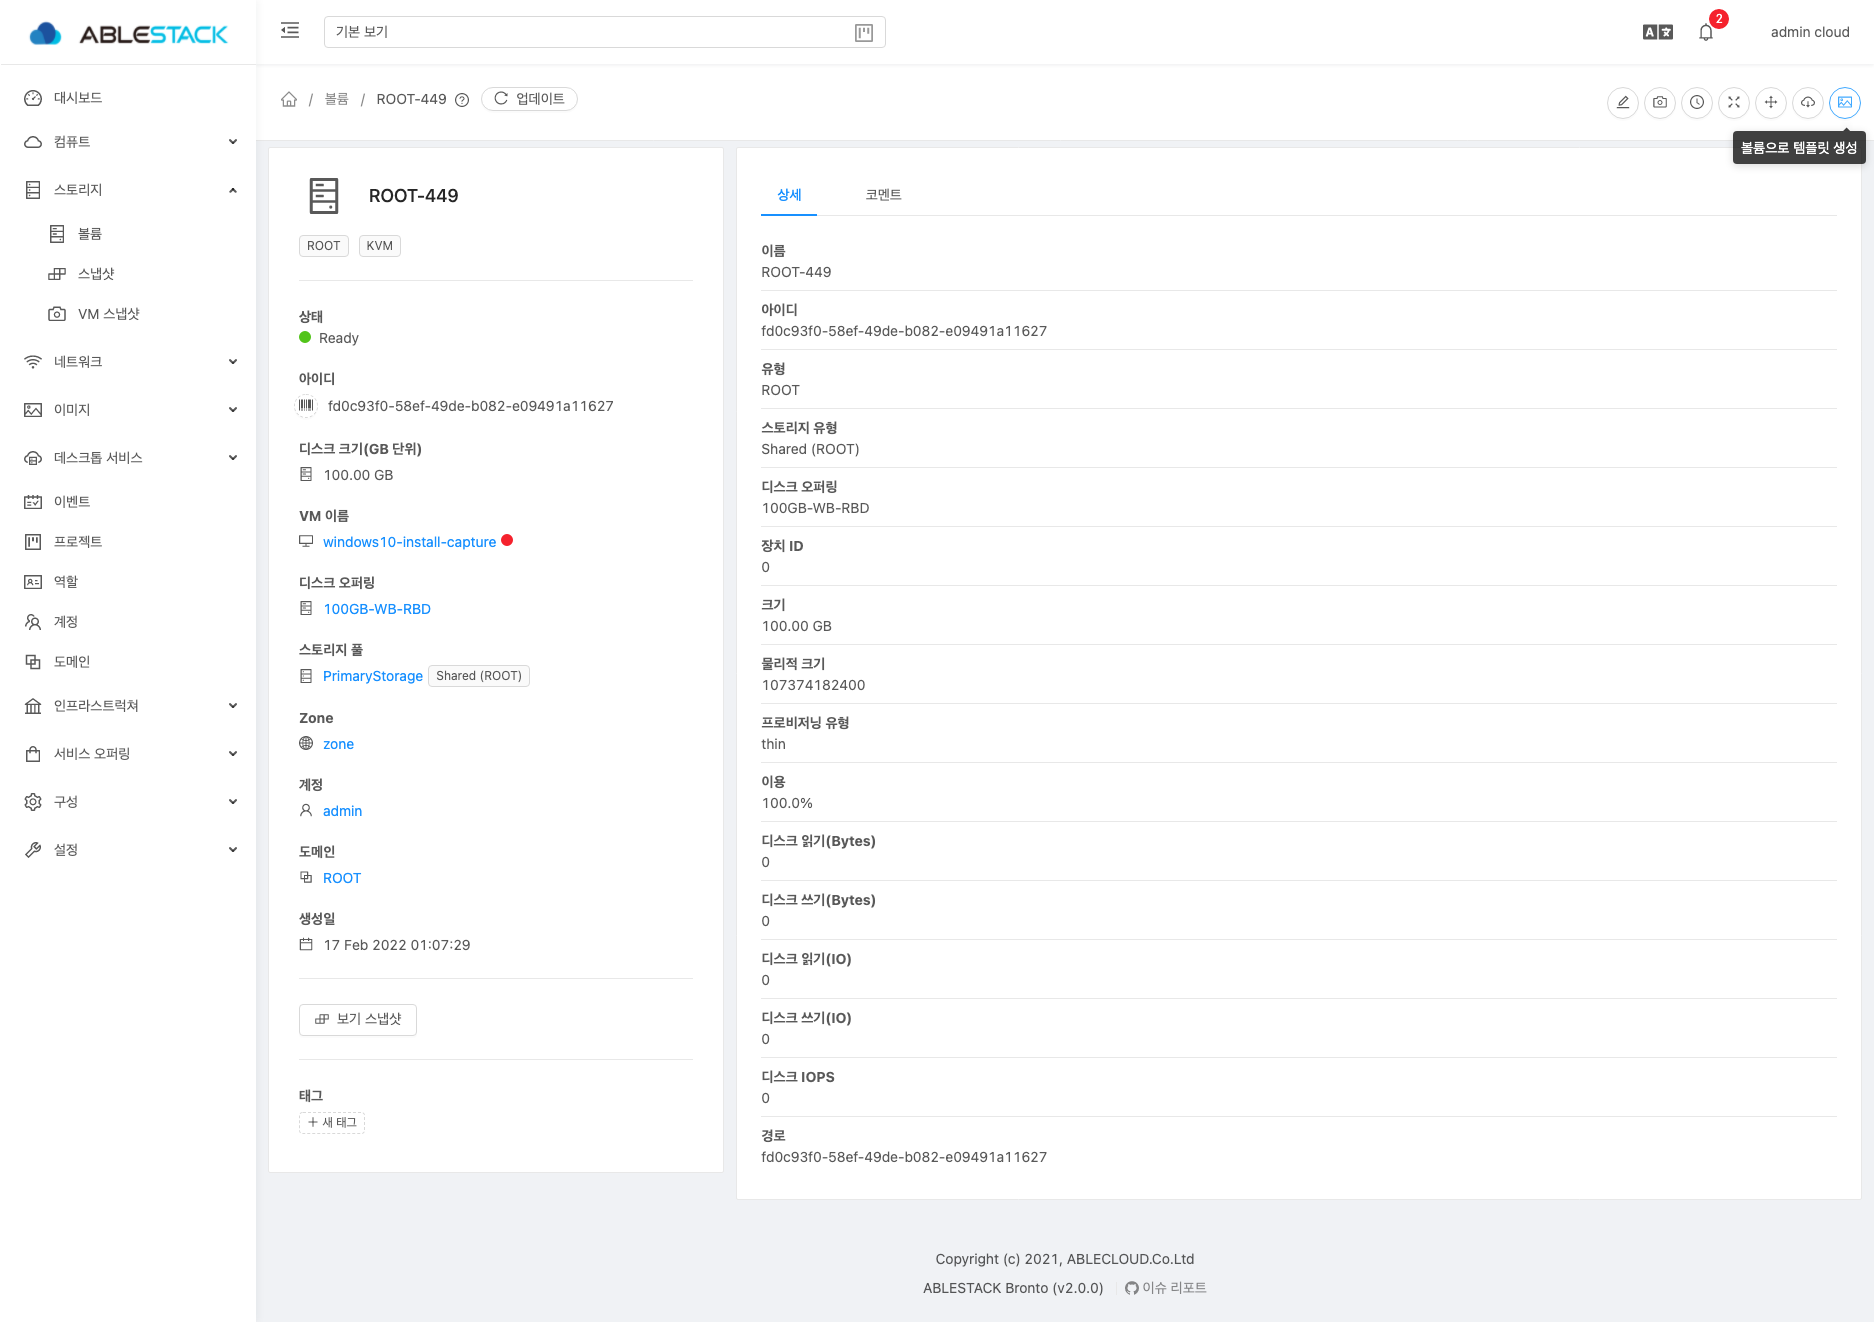 ABLESTACK
기본 보기
2
admin cloud
대시보드
컴퓨트
스토리지
볼륨
스냅샷
VM 스냅샷
네트워크
이미지
데스크톱 서비스
이벤트
프로젝트
역할
계정
도메인
인프라스트럭쳐
서비스 오퍼링
구성
설정
/ 볼륨 / ROOT-449 업데이트
볼륨으로 템플릿 생성
ROOT-449
ROOT KVM
상태
Ready
아이디
fd0c93f0-58ef-49de-b082-e09491a11627
디스크 크기(GB 단위)
100.00 GB
VM 이름
windows10-install-capture
디스크 오퍼링
100GB-WB-RBD
스토리지 풀
PrimaryStorage Shared (ROOT)
Zone
zone
계정
admin
도메인
ROOT
생성일
17 Feb 2022 01:07:29
보기 스냅샷
태그
+ 새 태그
상세 코멘트
이름
ROOT-449
아이디
fd0c93f0-58ef-49de-b082-e09491a11627
유형
ROOT
스토리지 유형
Shared (ROOT)
디스크 오퍼링
100GB-WB-RBD
장치 ID
0
크기
100.00 GB
물리적 크기
107374182400
프로비저닝 유형
thin
이용
100.0%
디스크 읽기(Bytes)
0
디스크 쓰기(Bytes)
0
디스크 읽기(IO)
0
디스크 쓰기(IO)
0
디스크 IOPS
0
경로
fd0c93f0-58ef-49de-b082-e09491a11627
Copyright (c) 2021, ABLECLOUD.Co.Ltd
ABLESTACK Bronto (v2.0.0) 이슈 리포트